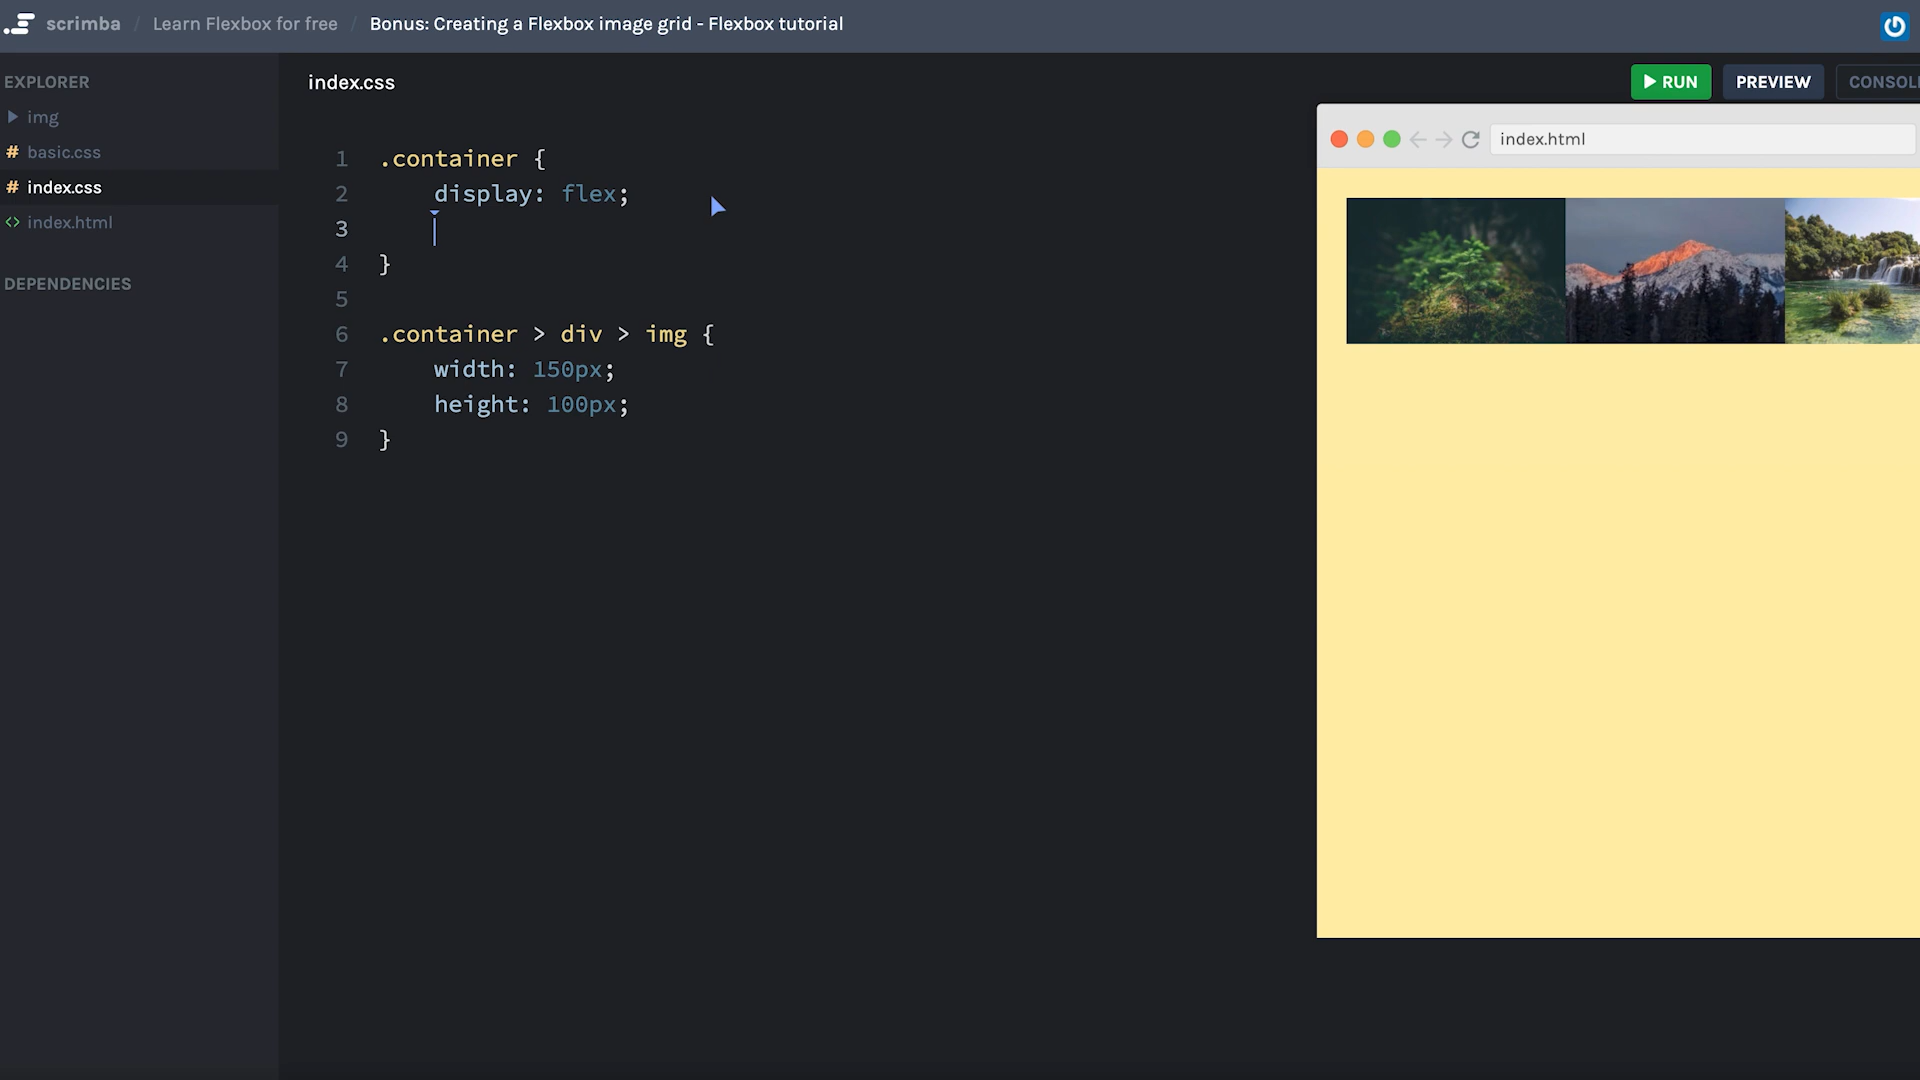 scrimba / Learn Flexbox for free / Bonus: Creating a Flexbox image grid - Flexbox tutorial
EXPLORER
img
# basic.css
# index.css
<> index.html
DEPENDENCIES
index.css
RUN PREVIEW CONSOL
1 .container {
2 display: flex;
3
4 }
5
6 .container > div > img {
7 width: 150px;
8 height: 100px;
9 }
index.html